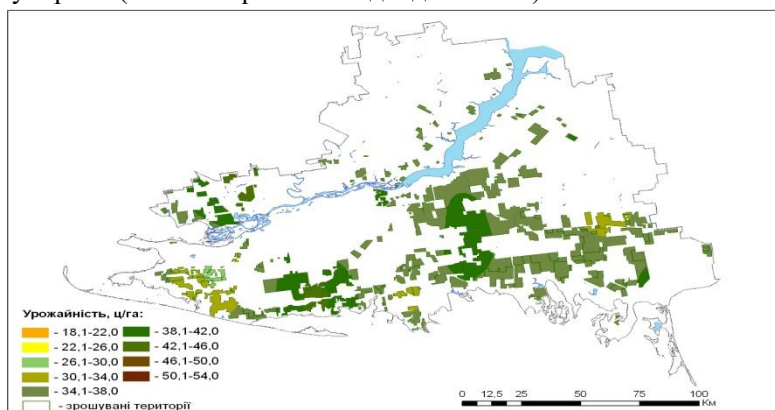 Урожайність, ц/га:
- 18,1-22,0
- 22,1-26,0
- 26,1-30,0
- 30,1-34,0
- 34,1-38,0
- 38,1-42,0
- 42,1-46,0
- 46,1-50,0
- 50,1-54,0
- зрошувані території
0 12,5 25 50 75 100
Км